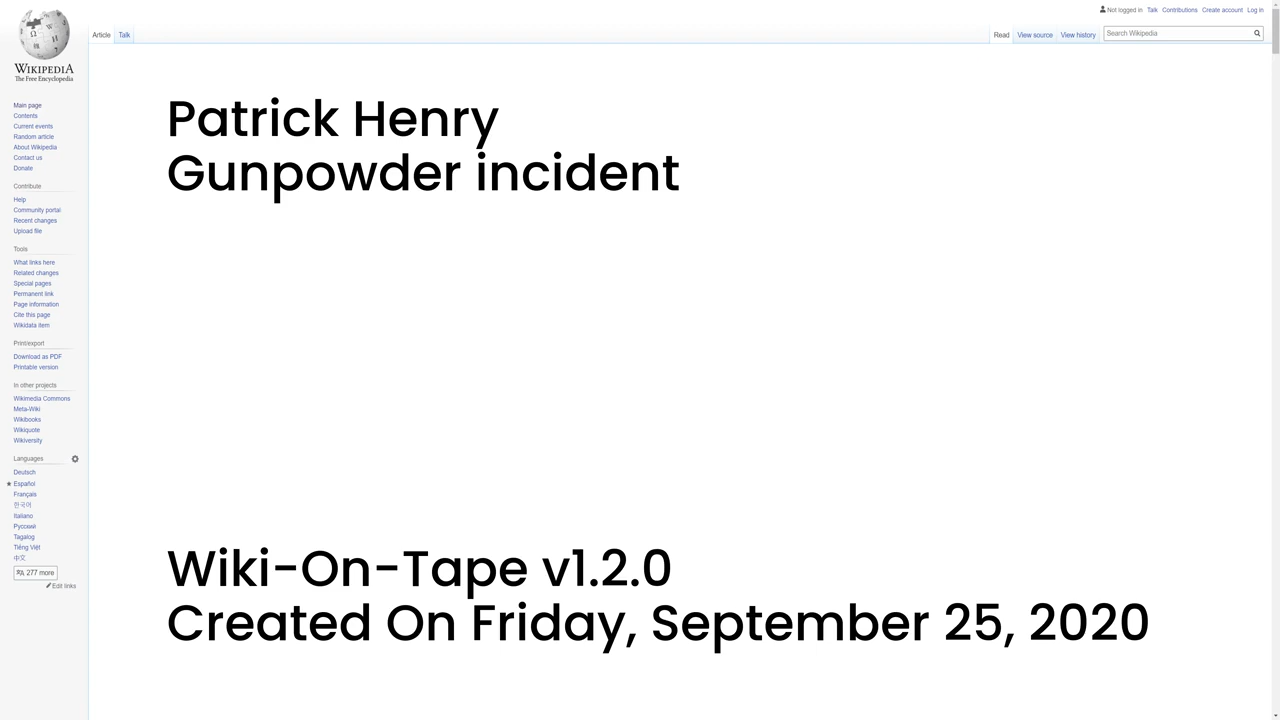 Not logged in Talk Contributions Create account Log in
Article Talk Read View source View history Search Wikipedia
WIKIPEDIA
The Free Encyclopedia
Main page
Contents
Current events
Random article
About Wikipedia
Contact us
Donate
Contribute
Help
Community portal
Recent changes
Upload file
Tools
What links here
Related changes
Special pages
Permanent link
Page information
Cite this page
Wikidata item
Print/export
Download as PDF
Printable version
In other projects
Wikimedia Commons
Meta-Wiki
Wikibooks
Wikiquote
Wikiversity
Languages
Deutsch
Español
Français
한국어
Italiano
Русский
Tagalog
Tiếng Việt
中文
277 more
Edit links
Patrick Henry
Gunpowder incident
Wiki-On-Tape v1.2.0
Created On Friday, September 25, 2020